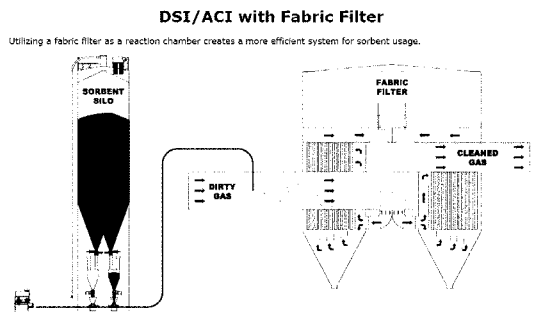 DSI/ACI with Fabric Filter
Utilizing a fabric filter as a reaction chamber creates a more efficient system for sorbent usage.
SORBENT
SILO
FABRIC
FILTER
CLEANED
GAS
DIRTY
GAS